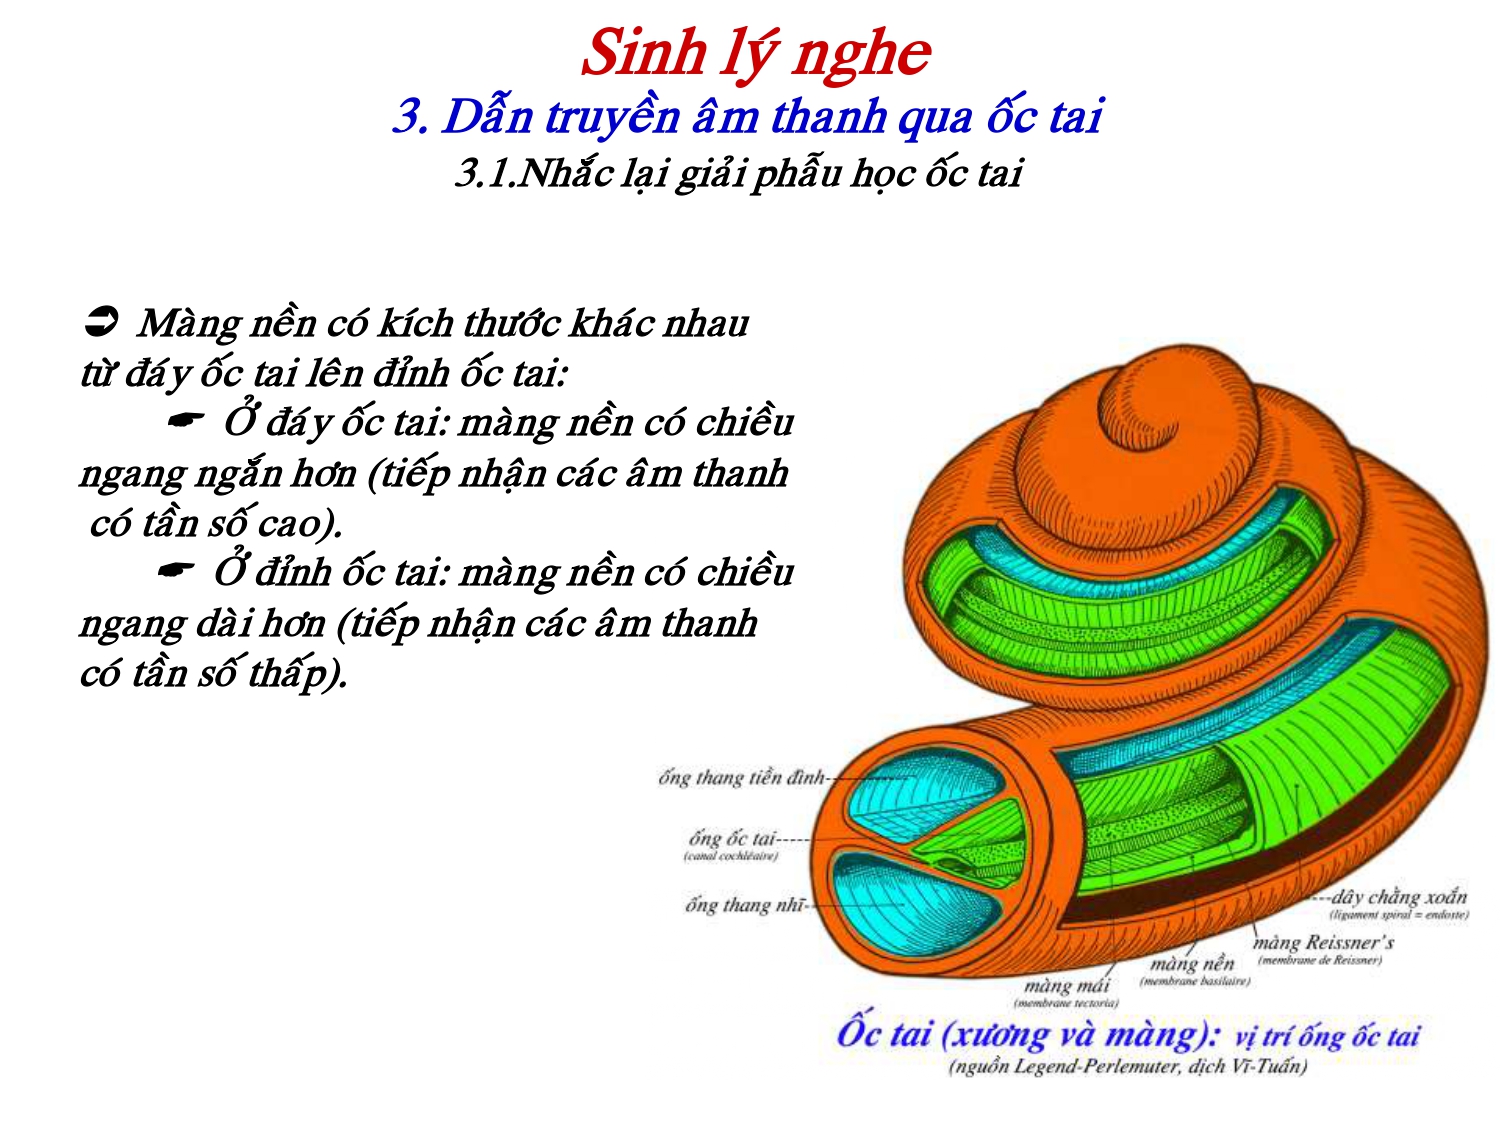 Sinh lý nghe
3. Dẫn truyền âm thanh qua ốc tai
3.1.Nhắc lại giải phẫu học ốc tai
➲ Màng nền có kích thước khác nhau
từ đáy ốc tai lên đỉnh ốc tai:
☛ Ở đáy ốc tai: màng nền có chiều
ngang ngắn hơn (tiếp nhận các âm thanh
có tần số cao).
☛ Ở đỉnh ốc tai: màng nền có chiều
ngang dài hơn (tiếp nhận các âm thanh
có tần số thấp).
ống thang tiền đình
ống ốc tai
(canal cochléaire)
ống thang nhĩ
dây chằng xoắn
(ligament spiral = endoste)
màng Reissner's
(membrane de Reissner)
màng nền
(membrane basilaire)
màng mái
(membrane tectoria)
Ốc tai (xương và màng): vị trí ống ốc tai
(nguồn Legend-Perlemuter, dịch Vĩ-Tuấn)